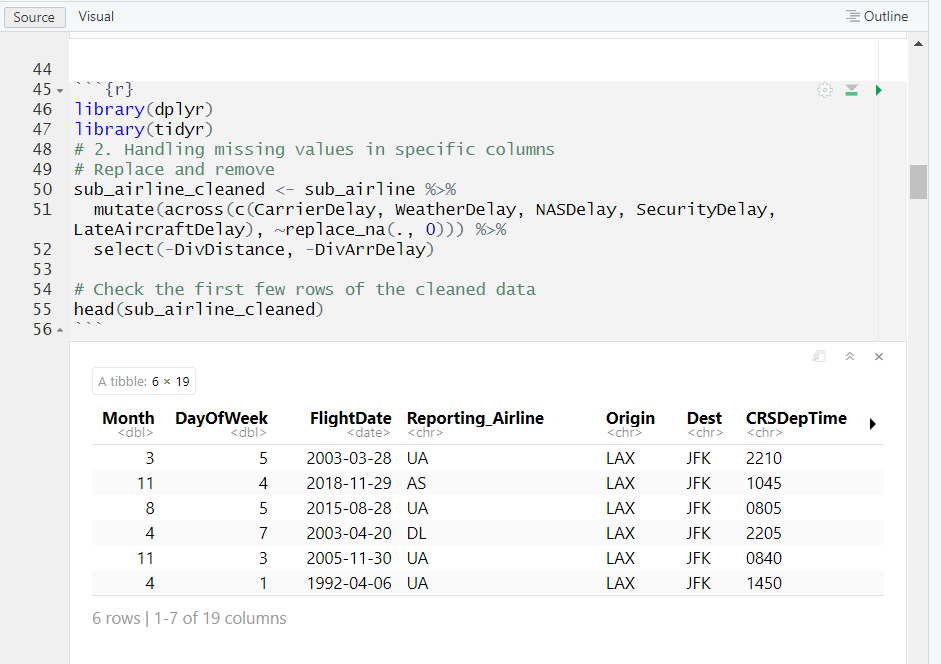 Source Visual Outline
44
45 ```{r}
46 library(dplyr)
47 library(tidyr)
48 # 2. Handling missing values in specific columns
49 # Replace and remove
50 sub_airline_cleaned <- sub_airline %>%
51   mutate(across(c(CarrierDelay, WeatherDelay, NASDelay, SecurityDelay,
LateAircraftDelay), ~replace_na(., 0))) %>%
52   select(-DivDistance, -DivArrDelay)
53
54 # Check the first few rows of the cleaned data
55 head(sub_airline_cleaned)
56 ```
A tibble: 6 × 19
Month DayOfWeek FlightDate Reporting_Airline Origin Dest CRSDepTime
<dbl> <dbl> <date> <chr> <chr> <chr> <chr>
3 5 2003-03-28 UA LAX JFK 2210
11 4 2018-11-29 AS LAX JFK 1045
8 5 2015-08-28 UA LAX JFK 0805
4 7 2003-04-20 DL LAX JFK 2205
11 3 2005-11-30 UA LAX JFK 0840
4 1 1992-04-06 UA LAX JFK 1450
6 rows | 1-7 of 19 columns